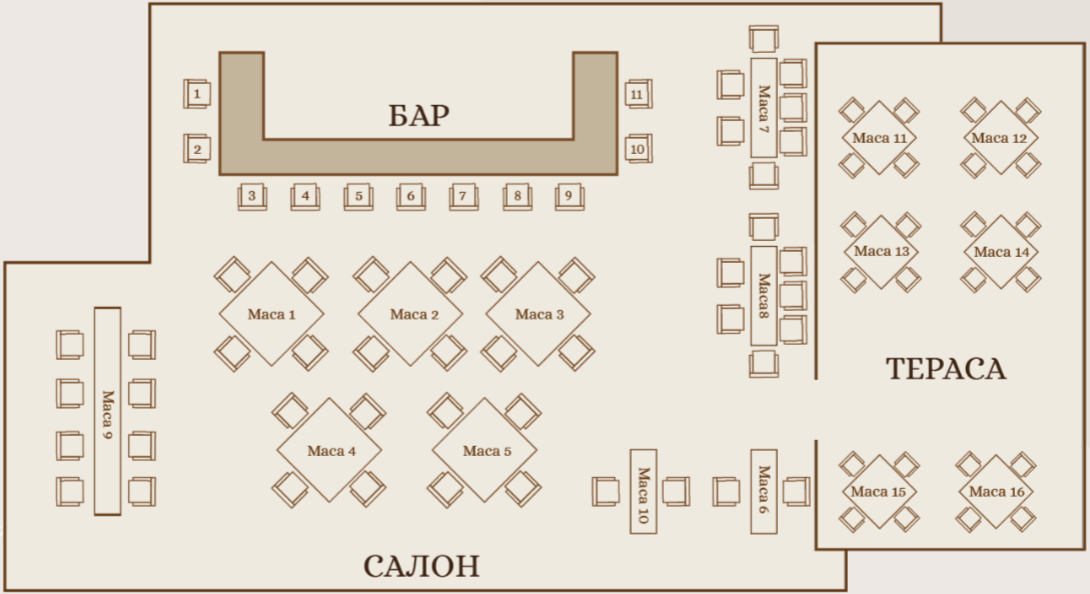 БАР
1
2
3
4
5
6
7
8
9
10
11
Маса 1
Маса 2
Маса 3
Маса 4
Маса 5
Маса 9
Маса 10
Маса 6
Маса 7
Маса8
САЛОН
Маса 11
Маса 12
Маса 13
Маса 14
ТЕРАСА
Маса 15
Маса 16